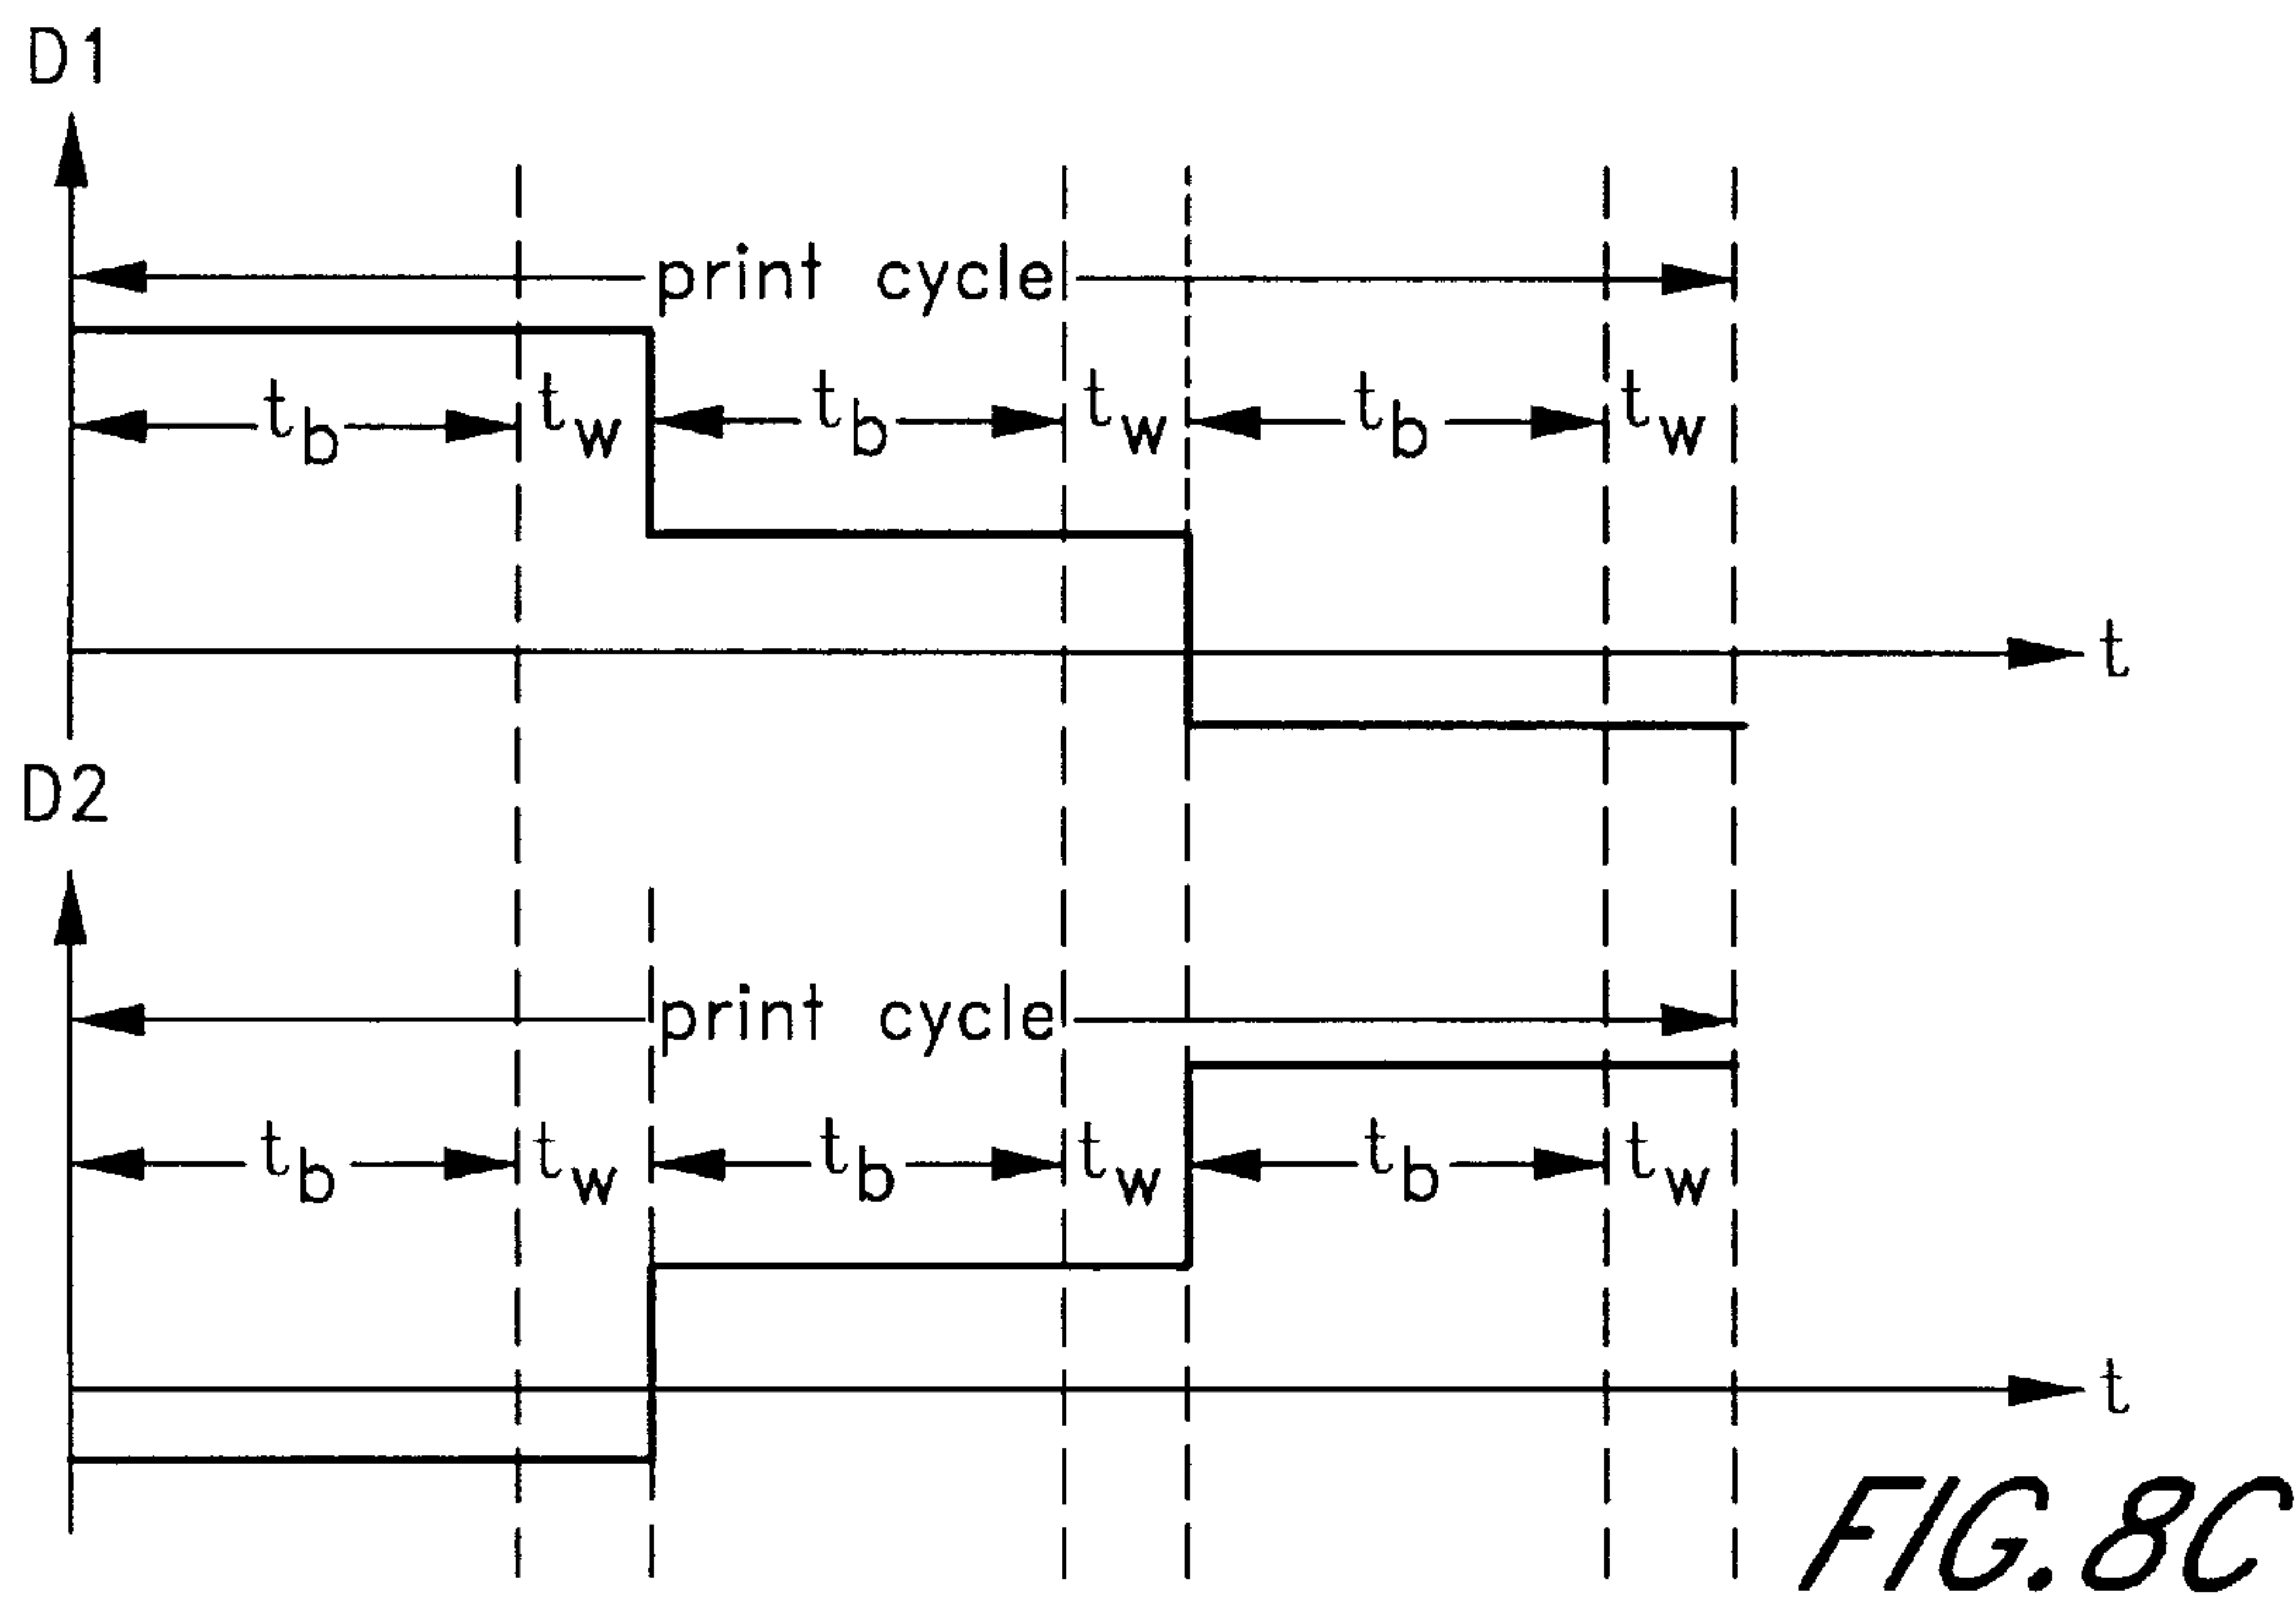 D1
print cycle
t_b t_w t_b t_w t_b t_w
t
D2
print cycle
t_b t_w t_b t_w t_b t_w
t
FIG.8C